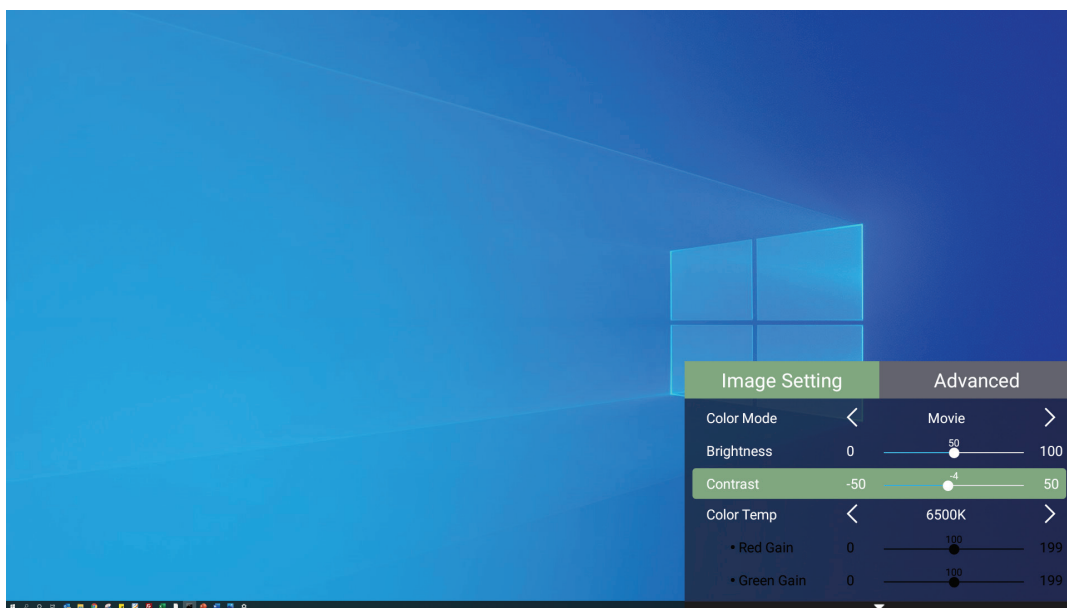 Image Setting Advanced
Color Mode Movie
Brightness 0 50 100
Contrast -50 -4 50
Color Temp 6500K
• Red Gain 0 100 199
• Green Gain 0 100 199